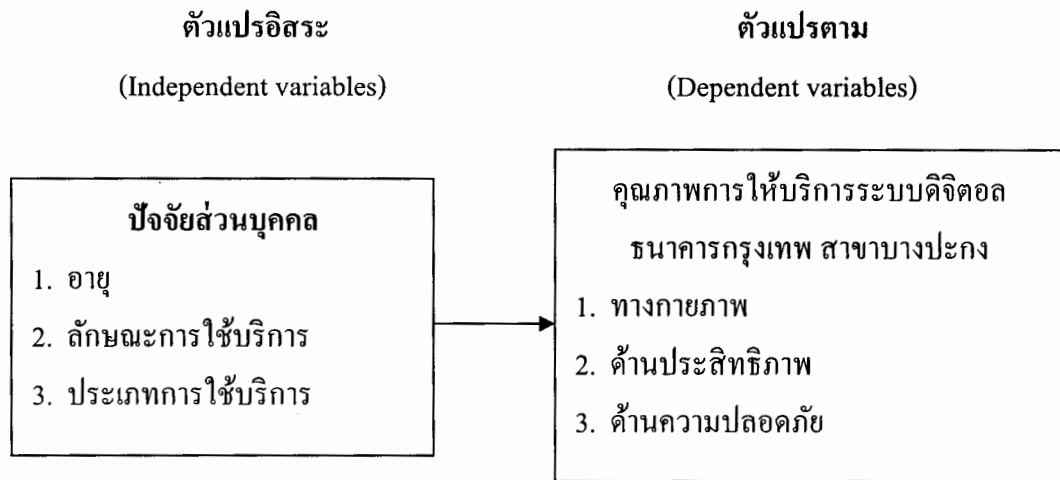 ตัวแปรอิสระ
(Independent variables)
ตัวแปรตาม
(Dependent variables)
ปัจจัยส่วนบุคคล
1. อายุ
2. ลักษณะการใช้บริการ
3. ประเภทการใช้บริการ
คุณภาพการให้บริการระบบดิจิตอล
ธนาคารกรุงเทพ สาขาบางปะกง
1. ทางกายภาพ
2. ด้านประสิทธิภาพ
3. ด้านความปลอดภัย